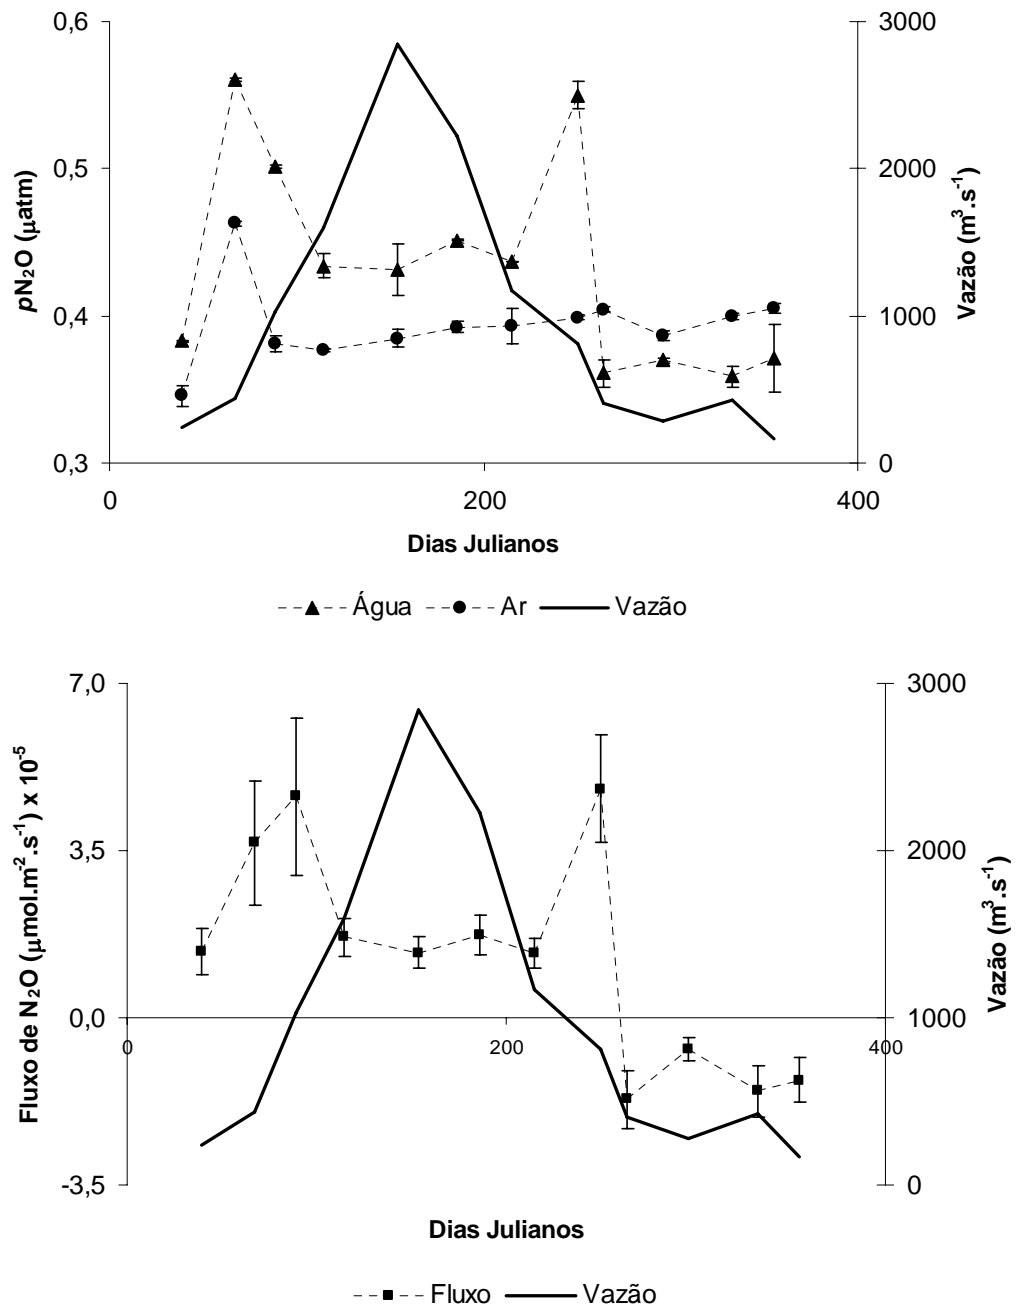 0,6
0,5
0,4
0,3
pN₂O (µatm)
3000
2000
1000
0
Vazão (m³.s⁻¹)
0 200 400
Dias Julianos
Água Ar Vazão
7,0
3,5
0,0
-3,5
Fluxo de N₂O (µmol.m⁻².s⁻¹) x 10⁻⁵
3000
2000
1000
0
Vazão (m³.s⁻¹)
0 200 400
Dias Julianos
Fluxo Vazão